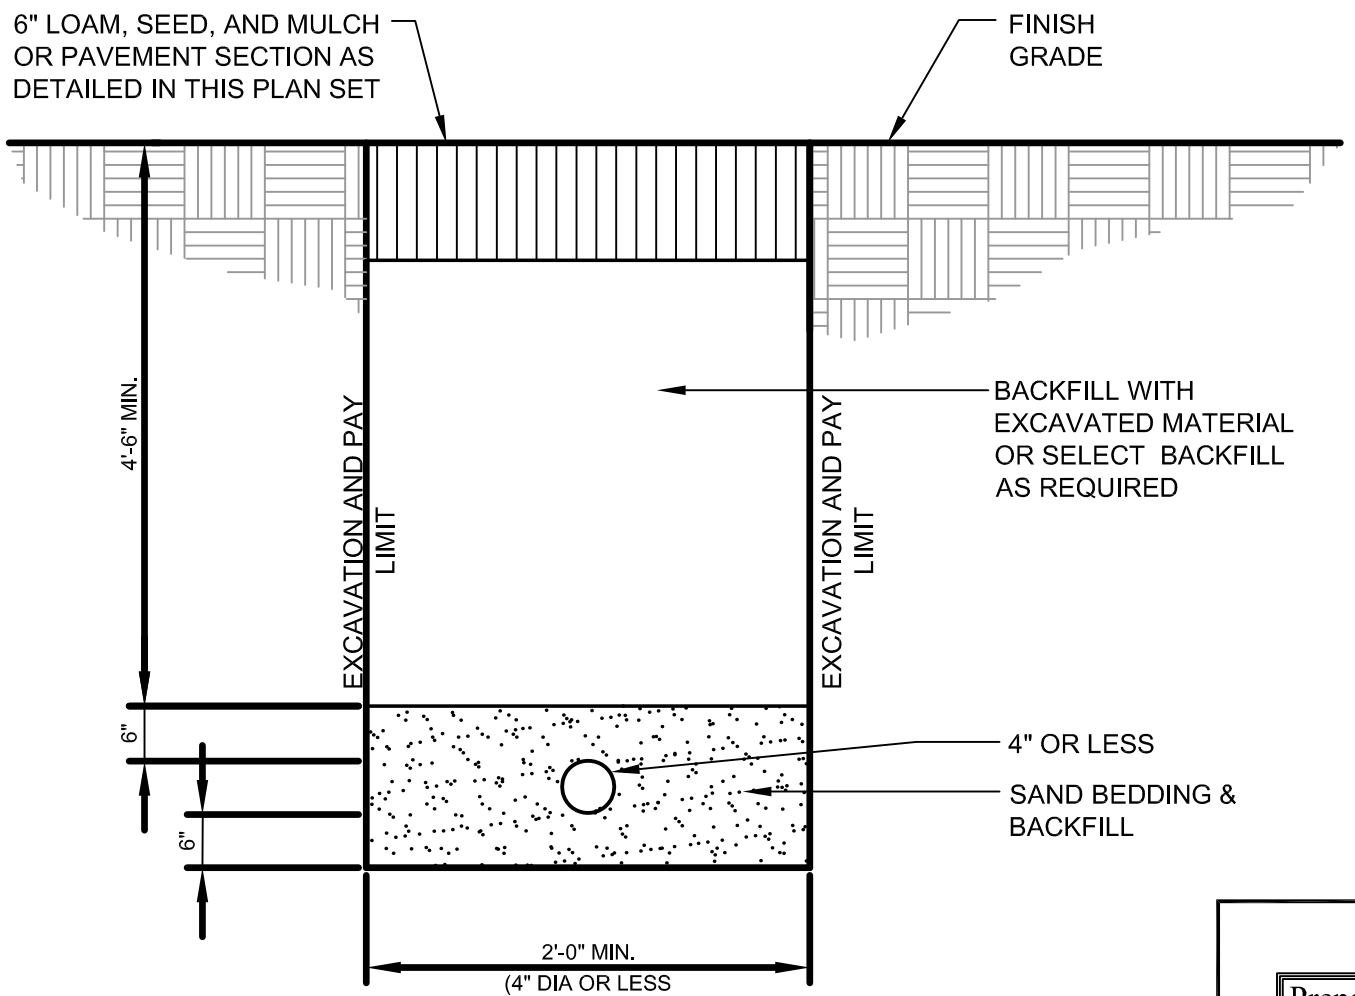 6" LOAM, SEED, AND MULCH
OR PAVEMENT SECTION AS
DETAILED IN THIS PLAN SET
FINISH
GRADE
4'-6" MIN.
EXCAVATION AND PAY
LIMIT
EXCAVATION AND PAY
LIMIT
BACKFILL WITH
EXCAVATED MATERIAL
OR SELECT BACKFILL
AS REQUIRED
6"
4" OR LESS
SAND BEDDING &
BACKFILL
6"
2'-0" MIN.
(4" DIA OR LESS